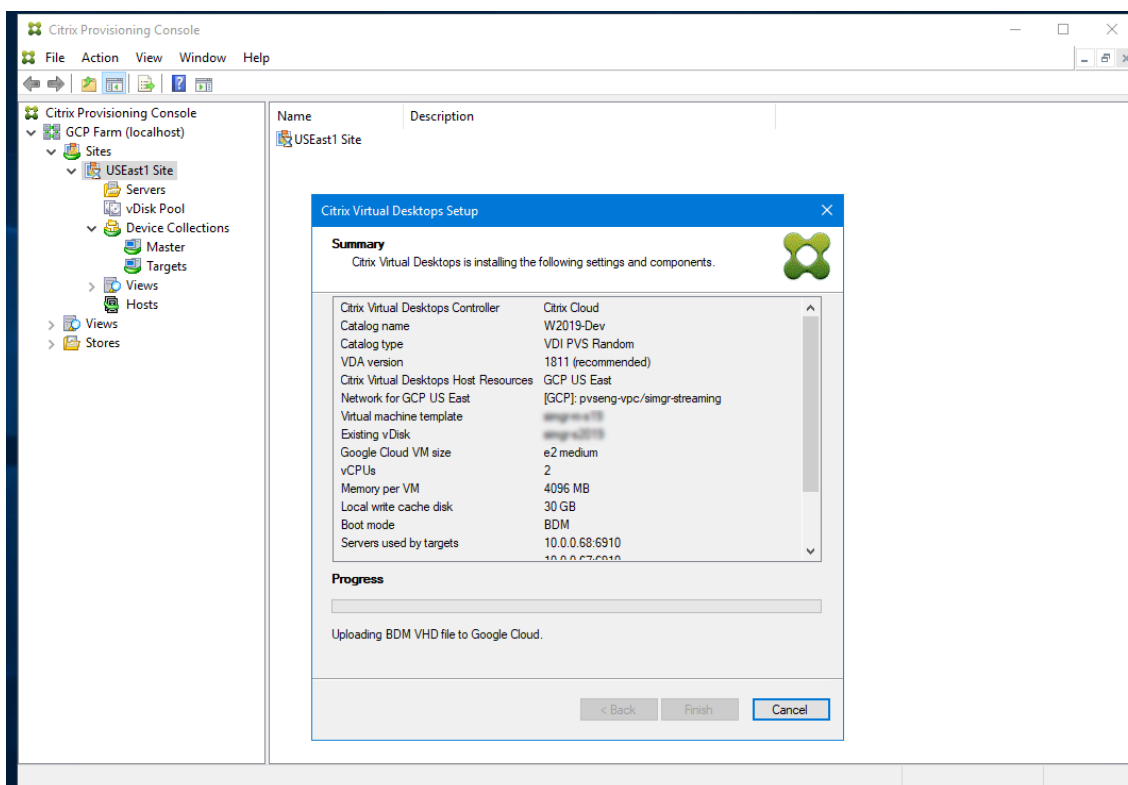 Citrix Provisioning Console
File Action View Window Help
Citrix Provisioning Console
GCP Farm (localhost)
Sites
USEast1 Site
Servers
vDisk Pool
Device Collections
Master
Targets
Views
Hosts
Views
Stores
Name Description
USEast1 Site
Citrix Virtual Desktops Setup
Summary
Citrix Virtual Desktops is installing the following settings and components.
Citrix Virtual Desktops Controller Citrix Cloud
Catalog name W2019-Dev
Catalog type VDI PVS Random
VDA version 1811 (recommended)
Citrix Virtual Desktops Host Resources GCP US East
Network for GCP US East [GCP]: pvseng-vpc/simgr-streaming
Virtual machine template
Existing vDisk
Google Cloud VM size e2 medium
vCPUs 2
Memory per VM 4096 MB
Local write cache disk 30 GB
Boot mode BDM
Servers used by targets 10.0.0.68:6910
10.0.0.67:6910
Progress
Uploading BDM VHD file to Google Cloud.
< Back Finish Cancel